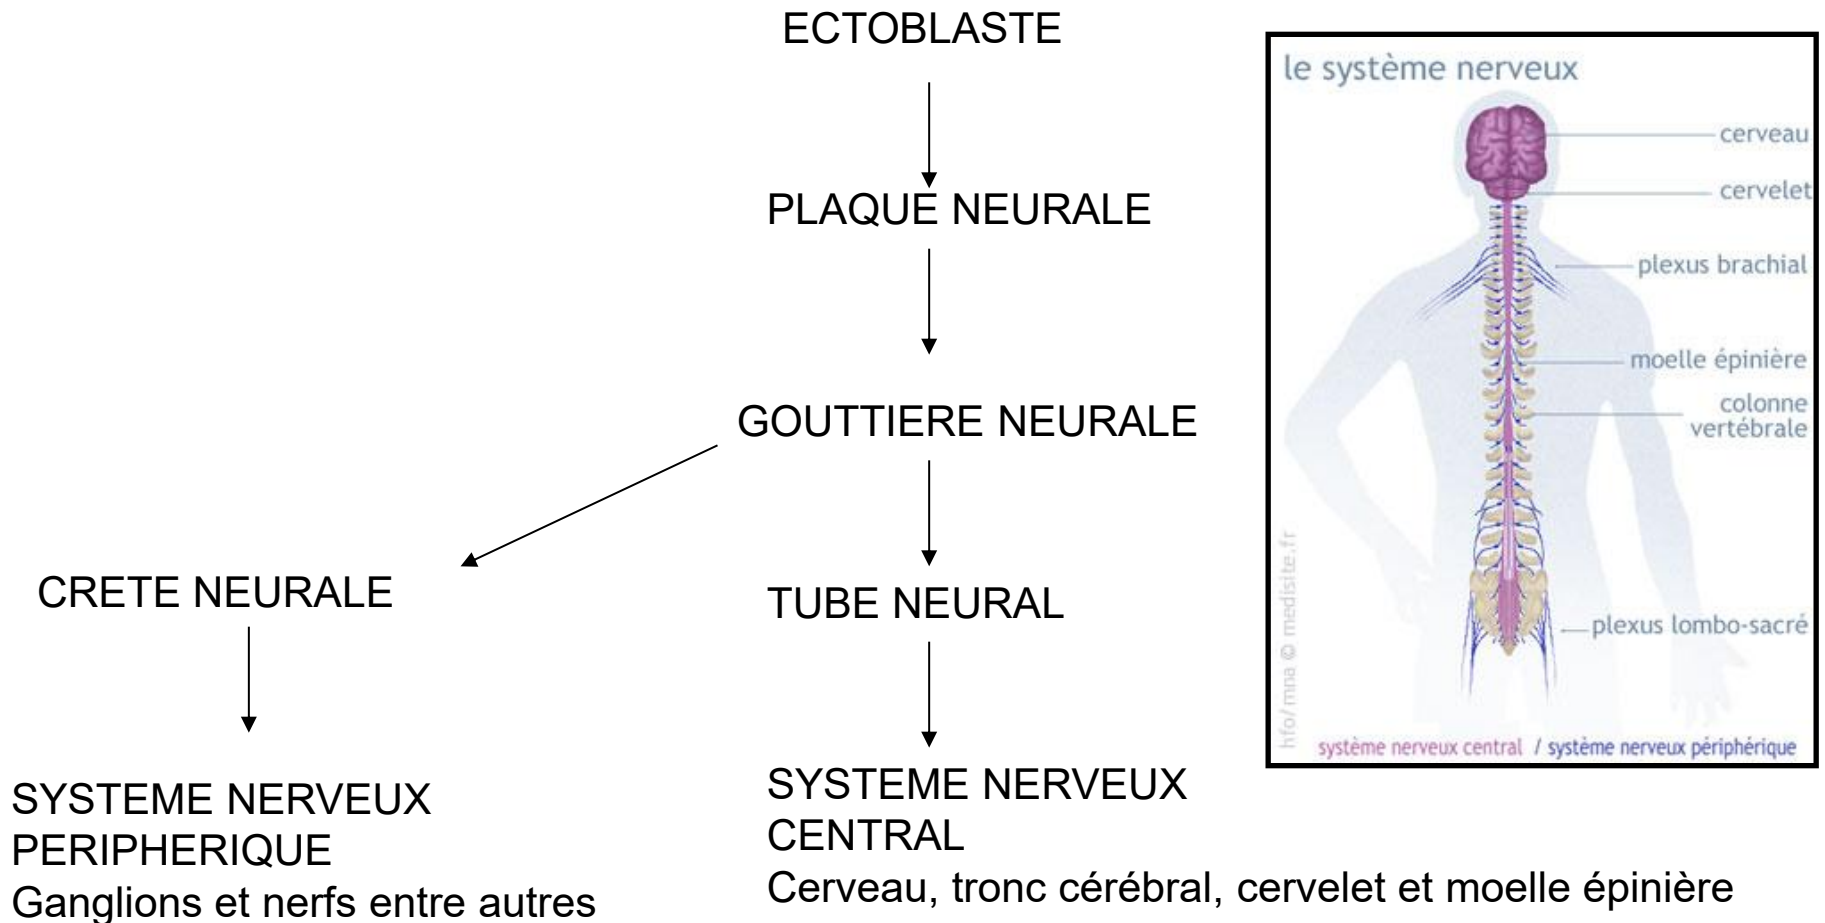 ECTOBLASTE
PLAQUE NEURALE
GOUTTIERE NEURALE
CRETE NEURALE
TUBE NEURAL
SYSTEME NERVEUX
PERIPHERIQUE
Ganglions et nerfs entre autres
SYSTEME NERVEUX
CENTRAL
Cerveau, tronc cérébral, cervelet et moelle épinière
le système nerveux
cerveau
cervelet
plexus brachial
moelle épinière
colonne
vertébrale
plexus lombo-sacré
hfo/mna © medisite.fr
système nerveux central / système nerveux périphérique